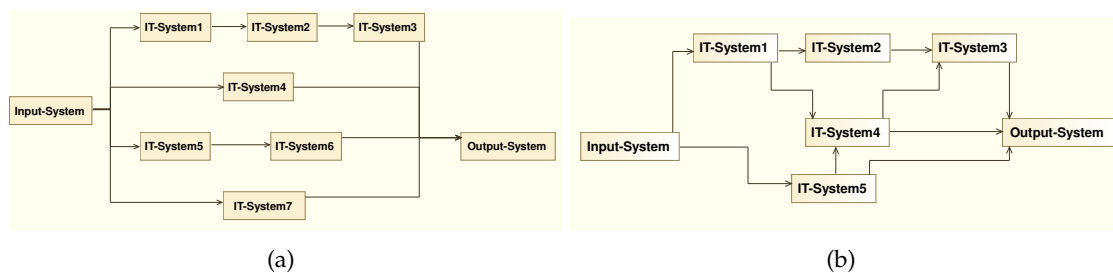 IT-System1 IT-System2 IT-System3
IT-System4
Input-System
IT-System5 IT-System6 Output-System
IT-System7
(a)
IT-System1 IT-System2 IT-System3
IT-System4 Output-System
Input-System
IT-System5
(b)